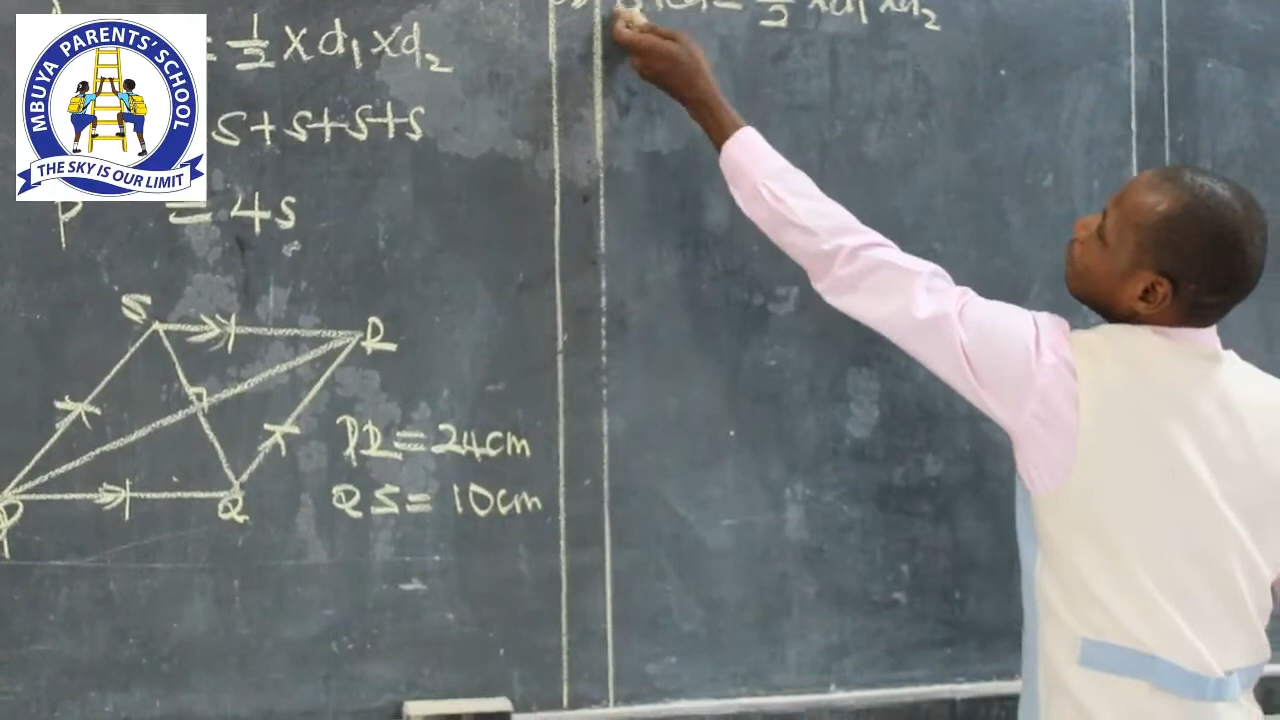 MBUYA PARENTS' SCHOOL
THE SKY IS OUR LIMIT
= 1/2 x d₁ x d₂
s+s+s+s
P = 4s
S
R
P
Q
PR = 24cm
QS = 10cm
= 1/2 x d₁ x d₂